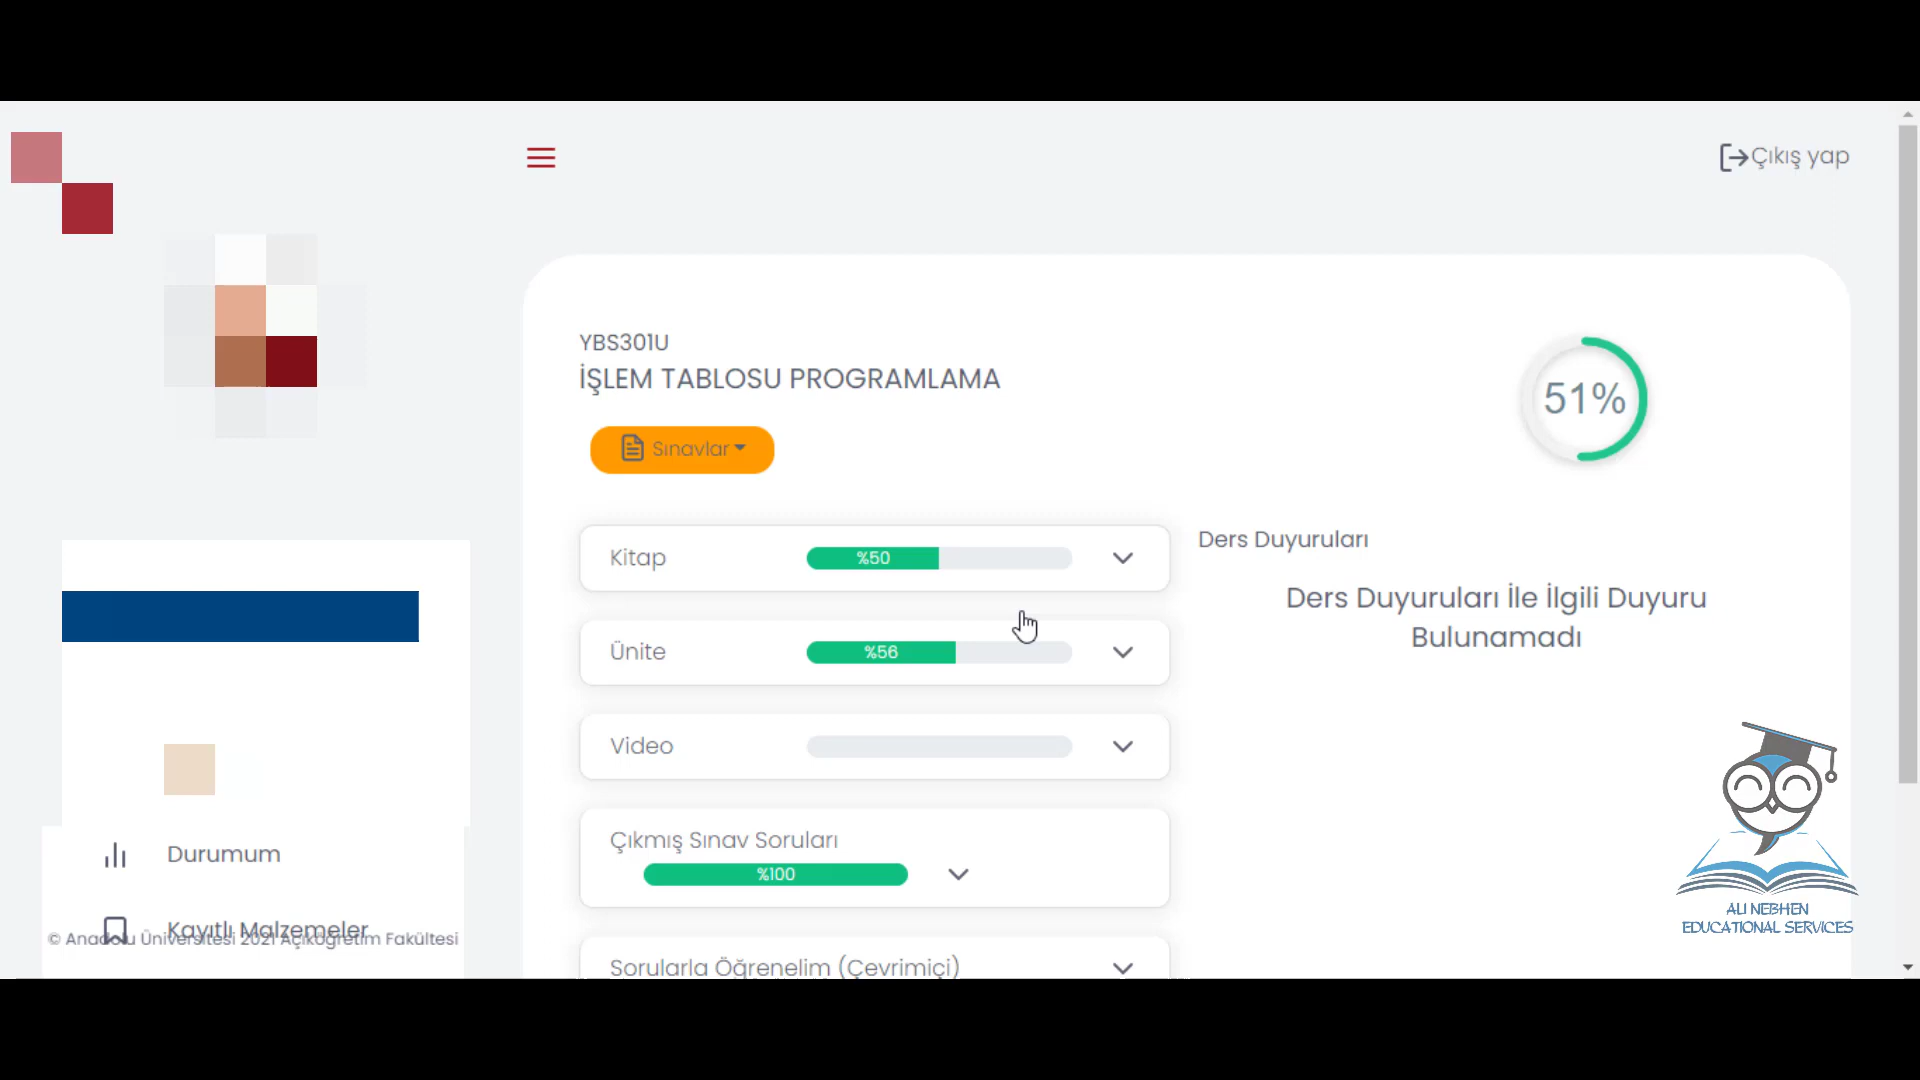 Çıkış yap
YBS301U
İŞLEM TABLOSU PROGRAMLAMA
51%
Sınavlar
Kitap
%50
Ders Duyuruları
Ders Duyuruları İle İlgili Duyuru
Bulunamadı
Ünite
%56
Video
Çıkmış Sınav Soruları
%100
Sorularla Öğrenelim (Çevrimiçi)
Durumum
Kayıtlı Malzemeler
© Anadolu Üniversitesi 2021 Açıköğretim Fakültesi
ALI NEBHEN
EDUCATIONAL SERVICES